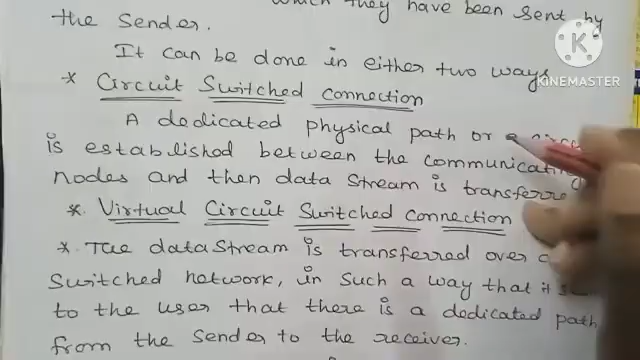 which they have been sent by
the Sender.
It can be done in either two ways
* Circuit Switched connection
A dedicated physical path or a
is established between the communicating
nodes and then data stream is transferre
* Virtual Circuit Switched connection
* The data stream is transferred over a
Switched network, in such a way that it
to the user that there is a dedicated path
from the sender to the receiver.
K
KINEMASTER